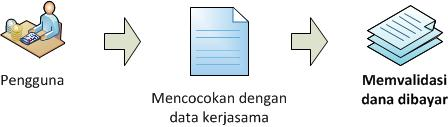 Pengguna
Mencocokan dengan
data kerjasama
Memvalidasi
dana dibayar